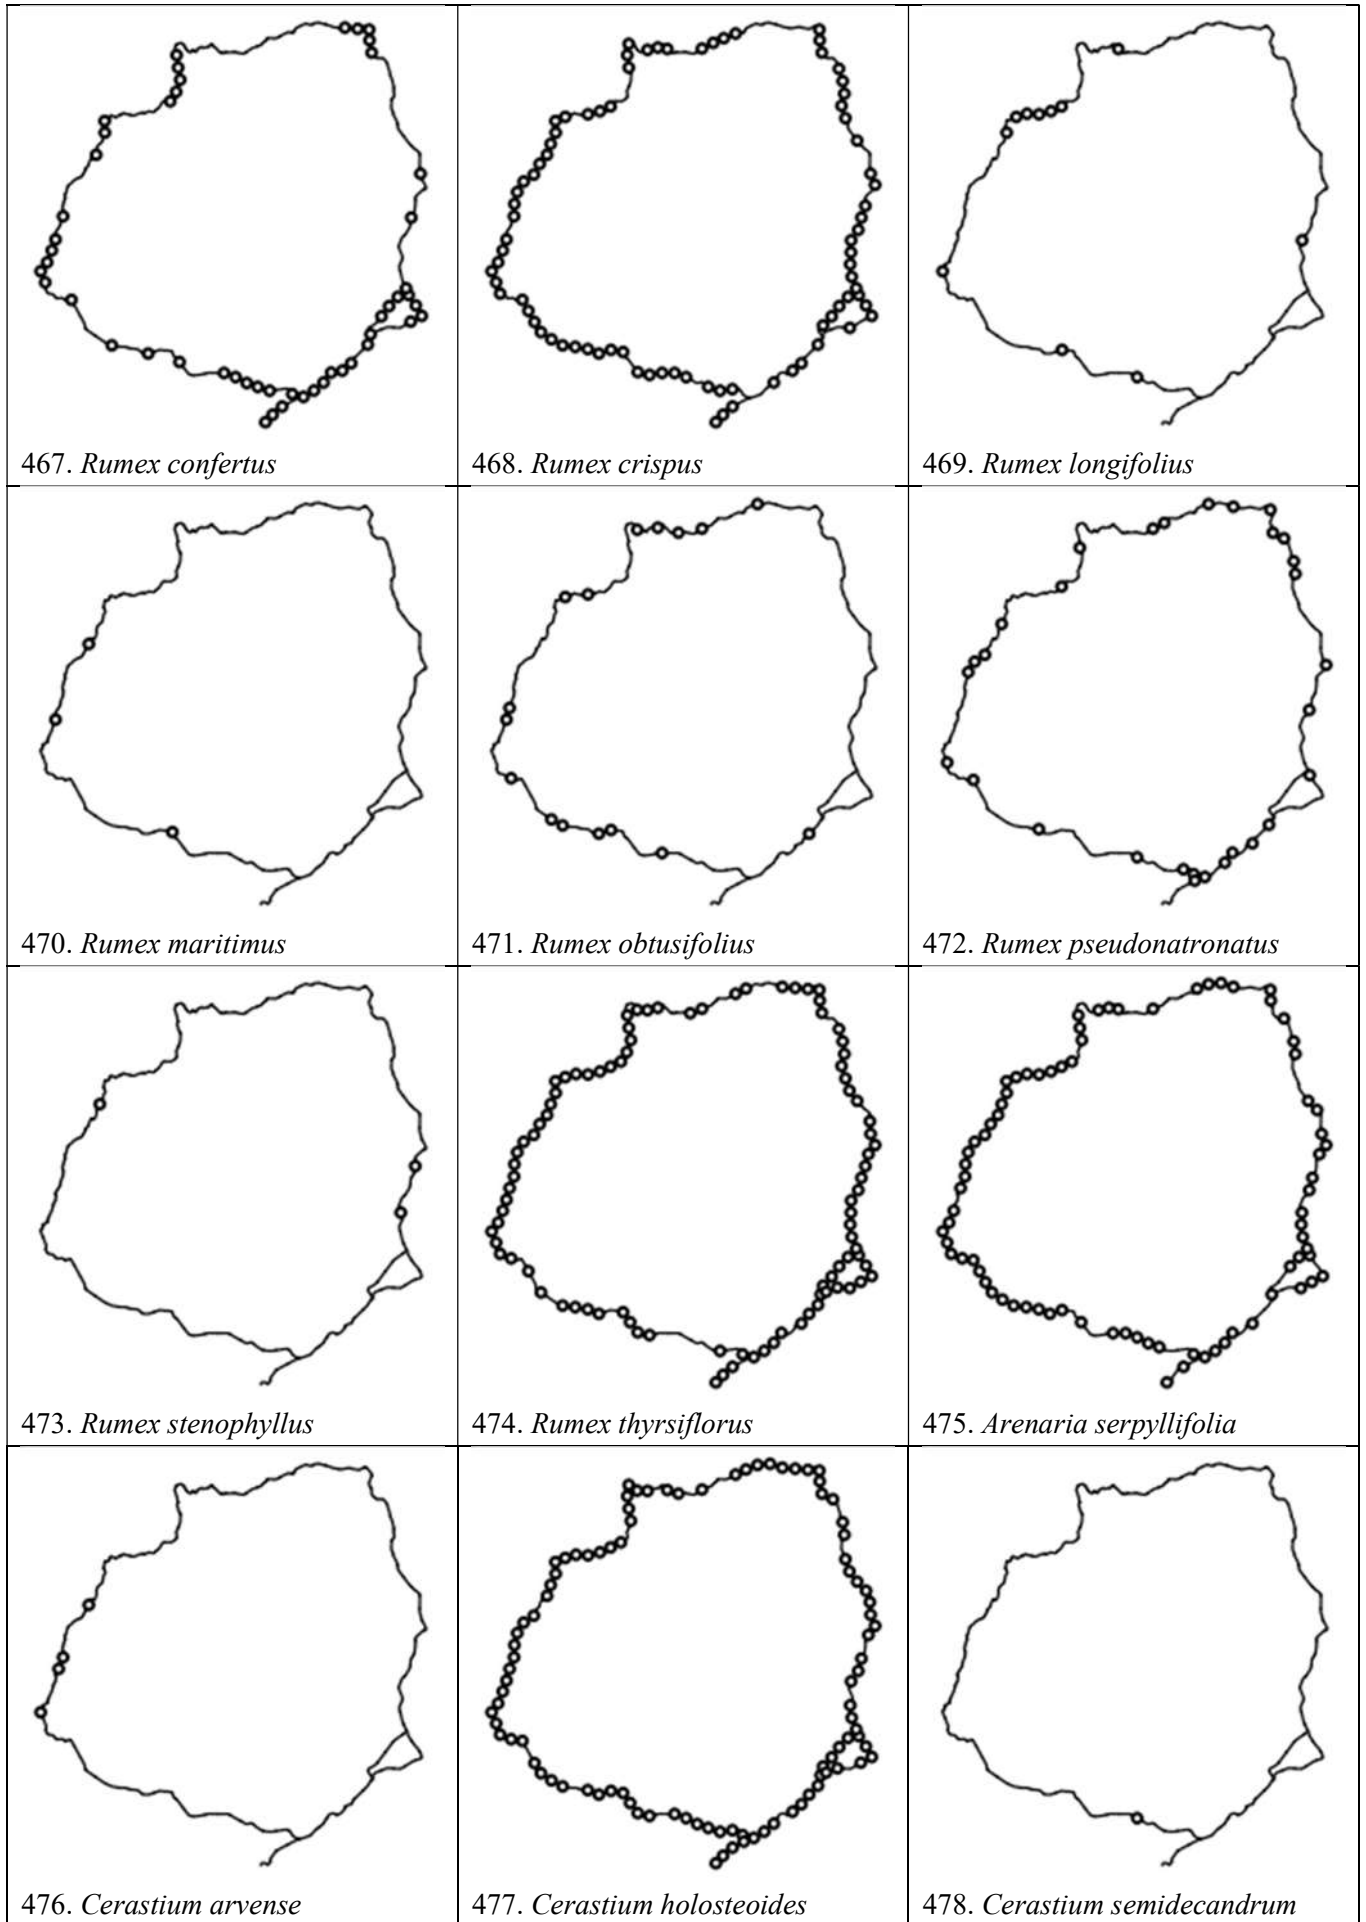 467. Rumex confertus
468. Rumex crispus
469. Rumex longifolius
470. Rumex maritimus
471. Rumex obtusifolius
472. Rumex pseudonatronatus
473. Rumex stenophyllus
474. Rumex thyrsiflorus
475. Arenaria serpyllifolia
476. Cerastium arvense
477. Cerastium holosteoides
478. Cerastium semidecandrum